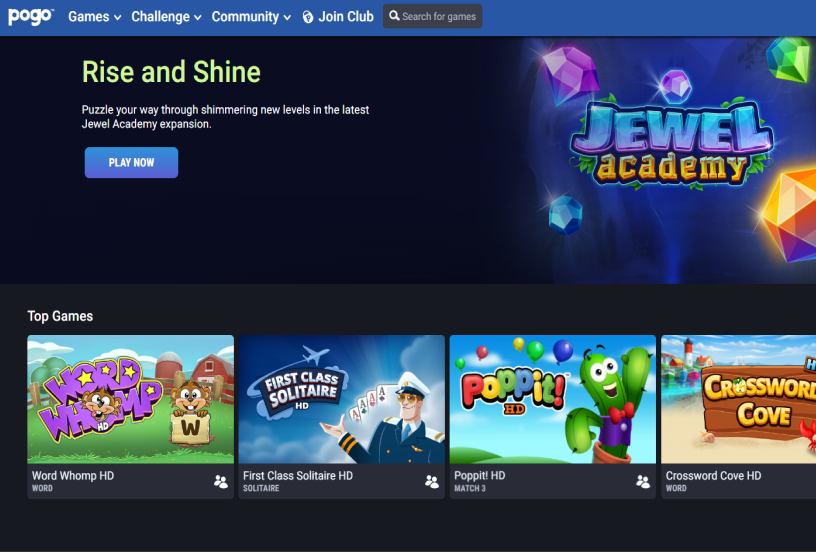 pogo™
Games
Challenge
Community
Join Club
Search for games
Rise and Shine
Puzzle your way through shimmering new levels in the latest
Jewel Academy expansion.
PLAY NOW
JEWEL
academy
Top Games
WORD
WHOMP
HD
W
FIRST CLASS
SOLITAIRE
HD
A
A
A
A
POPPiT!
HD
CROSSWORD
COVE
Word Whomp HD
WORD
First Class Solitaire HD
SOLITAIRE
Poppit! HD
MATCH 3
Crossword Cove HD
WORD